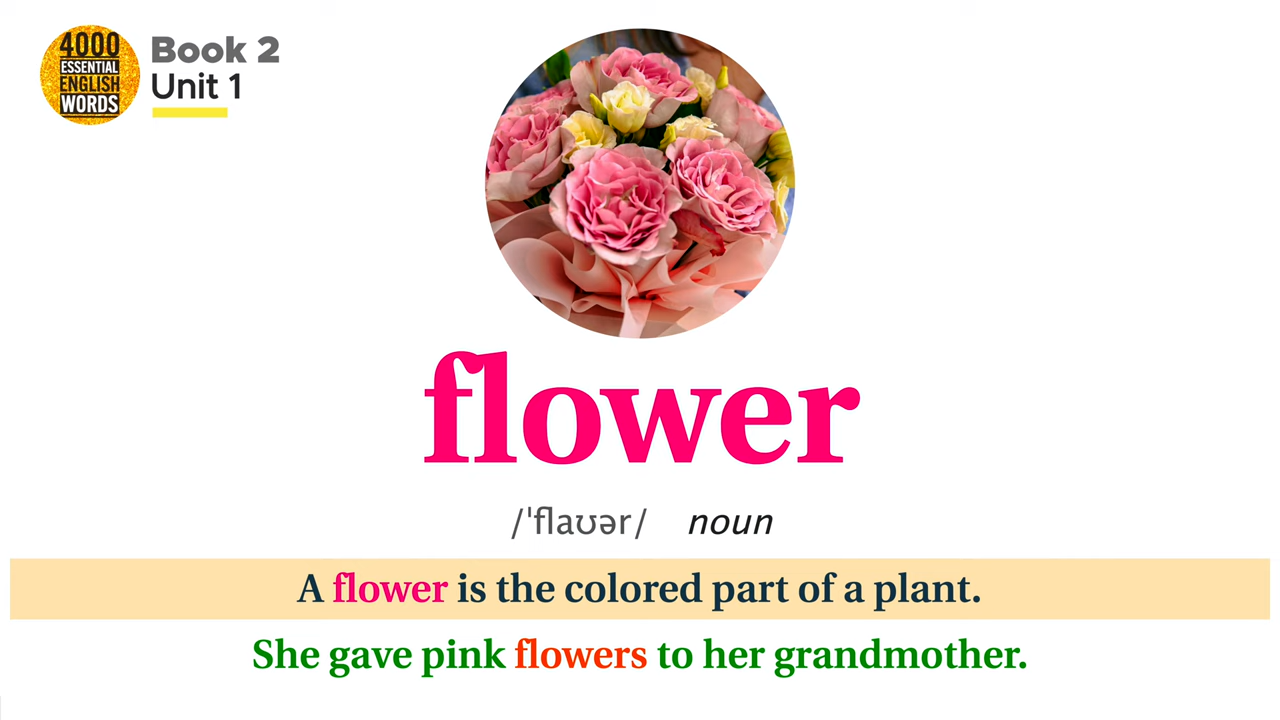 4000
ESSENTIAL
ENGLISH
WORDS
Book 2
Unit 1
flower
/ˈflaʊər/ noun
A flower is the colored part of a plant.
She gave pink flowers to her grandmother.